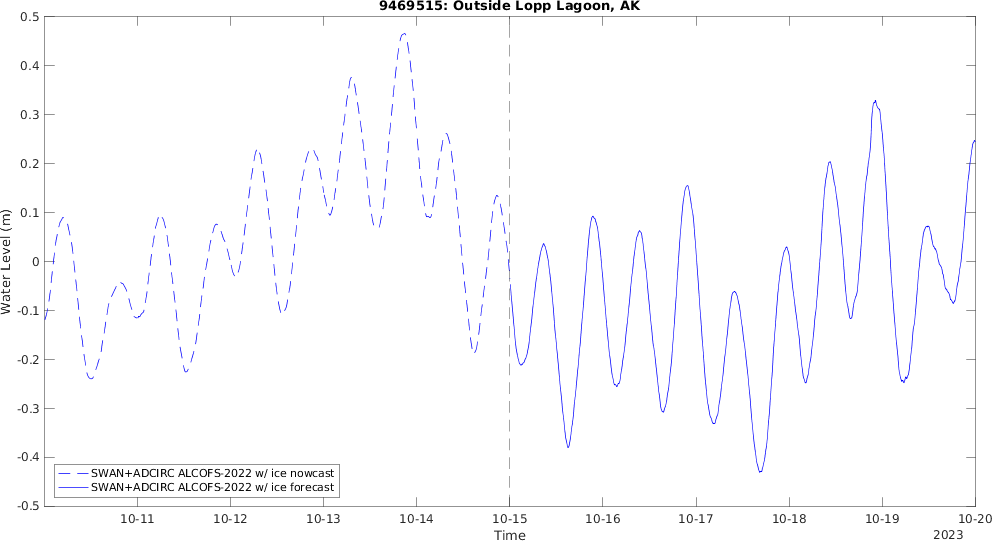 9469515: Outside Lopp Lagoon, AK
0.5
0.4
0.3
0.2
0.1
0
-0.1
-0.2
-0.3
-0.4
-0.5
Water Level (m)
SWAN+ADCIRC ALCOFS-2022 w/ ice nowcast
SWAN+ADCIRC ALCOFS-2022 w/ ice forecast
10-11 10-12 10-13 10-14 10-15 10-16 10-17 10-18 10-19 10-20
Time
2023